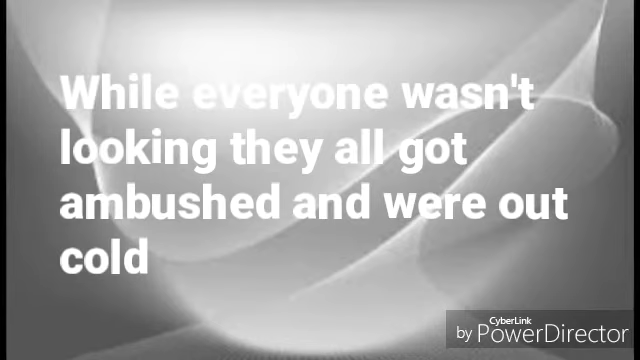 While everyone wasn't
looking they all got
ambushed and were out
cold
CyberLink
by PowerDirector